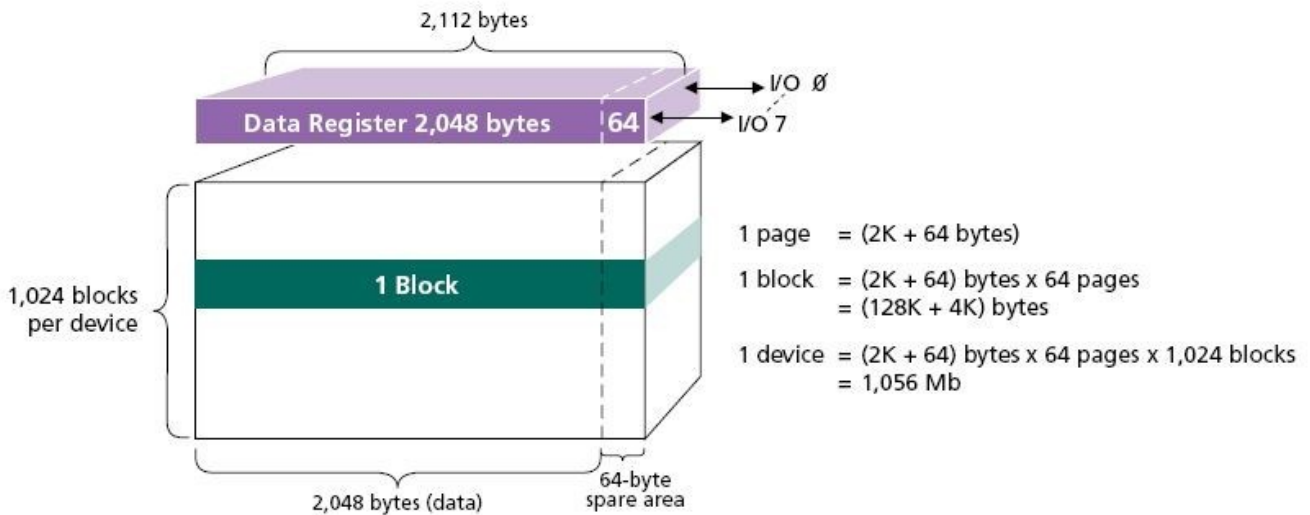 2,112 bytes
I/O Ø
Data Register 2,048 bytes
64
I/O 7
1,024 blocks
per device
1 Block
1 page = (2K + 64 bytes)
1 block = (2K + 64) bytes x 64 pages
= (128K + 4K) bytes
1 device = (2K + 64) bytes x 64 pages x 1,024 blocks
= 1,056 Mb
2,048 bytes (data)
64-byte
spare area